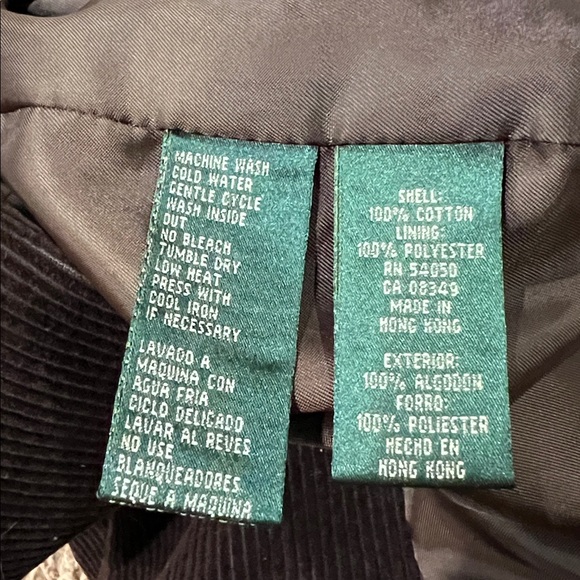 MACHINE WASH
COLD WATER
GENTLE CYCLE
WASH INSIDE
OUT
NO BLEACH
TUMBLE DRY
LOW HEAT
PRESS WITH
COOL IRON
IF NECESSARY
LAVADO A
MAQUINA CON
AGUA FRIA
CICLO DELICADO
LAVAR AL REVES
NO USE
BLANQUEADORES
SEQUE A MAQUINA
SHELL:
100% COTTON
LINING:
100% POLYESTER
RN 54050
CA 08349
MADE IN
HONG KONG
EXTERIOR:
100% ALGODON
FORRO:
100% POLIESTER
HECHO EN
HONG KONG